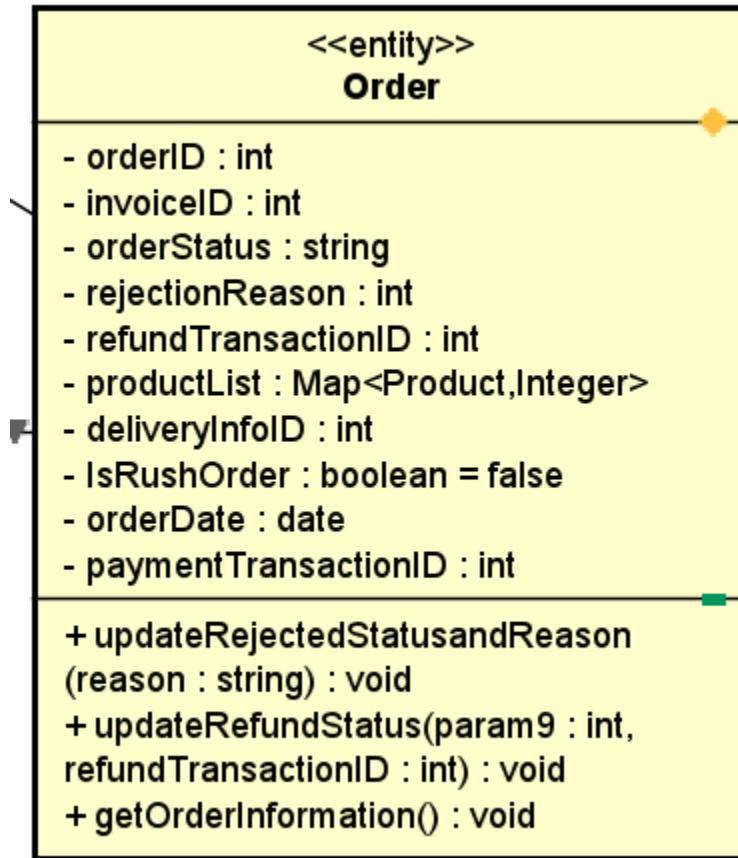 <<entity>>
Order
- orderID : int
- invoiceID : int
- orderStatus : string
- rejectionReason : int
- refundTransactionID : int
- productList : Map<Product,Integer>
- deliveryInfoID : int
- IsRushOrder : boolean = false
- orderDate : date
- paymentTransactionID : int
+ updateRejectedStatusandReason
(reason : string) : void
+ updateRefundStatus(param9 : int,
refundTransactionID : int) : void
+ getOrderInformation() : void